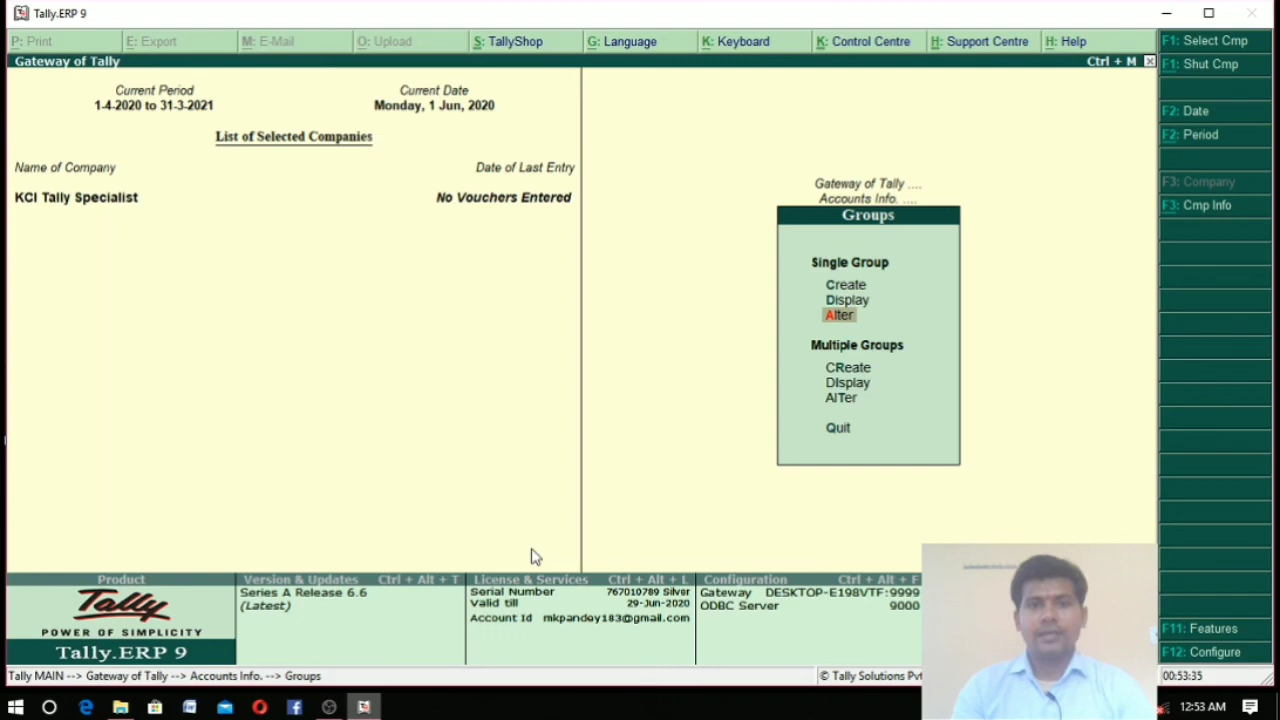 Tally.ERP 9
P: Print E: Export M: E-Mail O: Upload S: TallyShop G: Language K: Keyboard K: Control Centre H: Support Centre H: Help
Gateway of Tally Ctrl + M
Current Period Current Date
1-4-2020 to 31-3-2021 Monday, 1 Jun, 2020
List of Selected Companies
Name of Company Date of Last Entry
KCI Tally Specialist No Vouchers Entered
Gateway of Tally ....
Accounts Info. ....
Groups
Single Group
Create
Display
Alter
Multiple Groups
CReate
DIsplay
AlTer
Quit
F1: Select Cmp
F1: Shut Cmp
F2: Date
F2: Period
F3: Company
F3: Cmp Info
F11: Features
F12: Configure
Product
Tally
POWER OF SIMPLICITY
Tally.ERP 9
Version & Updates Ctrl + Alt + T
Series A Release 6.6
(Latest)
License & Services Ctrl + Alt + L
Serial Number 767010789 Silver
Valid till 29-Jun-2020
Account Id mkpandey183@gmail.com
Configuration Ctrl + Alt + F
Gateway DESKTOP-E198VTF:9999
ODBC Server 9000
Tally MAIN --> Gateway of Tally --> Accounts Info. --> Groups © Tally Solutions Pvt 00:53:35
12:53 AM